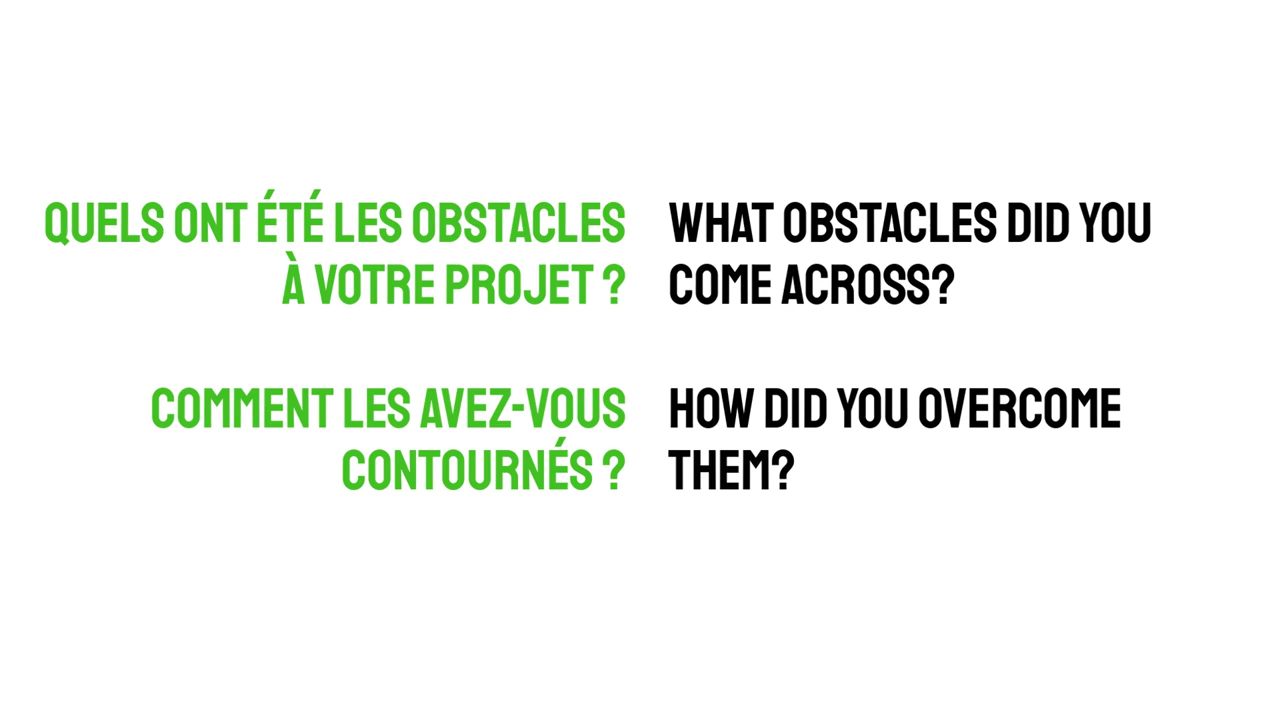 QUELS ONT ÉTÉ LES OBSTACLES
À VOTRE PROJET ?
WHAT OBSTACLES DID YOU
COME ACROSS?
COMMENT LES AVEZ-VOUS
CONTOURNÉS ?
HOW DID YOU OVERCOME
THEM?